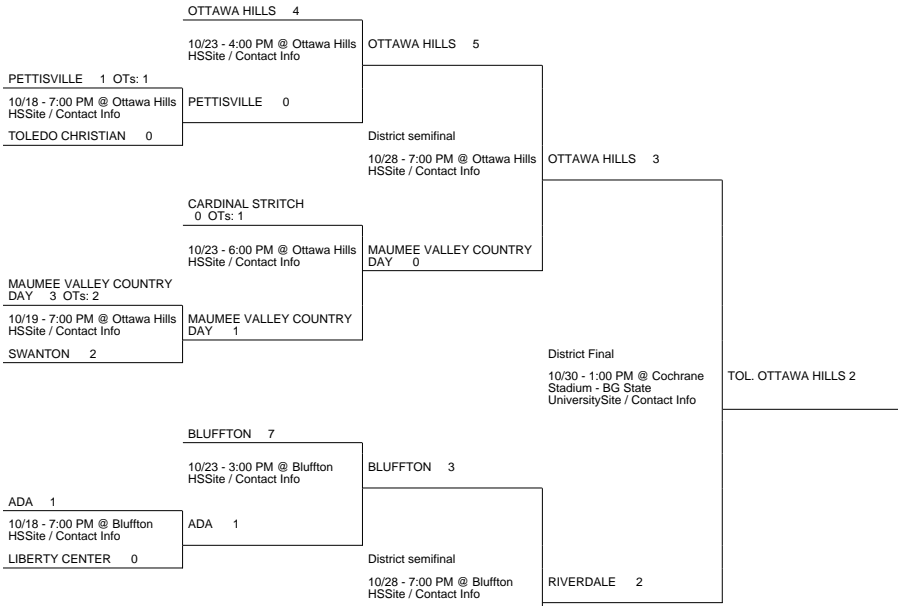 OTTAWA HILLS 4
10/23 - 4:00 PM @ Ottawa Hills
HSSite / Contact Info
OTTAWA HILLS 5
PETTISVILLE 1 OTs: 1
10/18 - 7:00 PM @ Ottawa Hills
HSSite / Contact Info
PETTISVILLE 0
TOLEDO CHRISTIAN 0
District semifinal
10/28 - 7:00 PM @ Ottawa Hills
HSSite / Contact Info
OTTAWA HILLS 3
CARDINAL STRITCH
0 OTs: 1
10/23 - 6:00 PM @ Ottawa Hills
HSSite / Contact Info
MAUMEE VALLEY COUNTRY
DAY 0
MAUMEE VALLEY COUNTRY
DAY 3 OTs: 2
10/19 - 7:00 PM @ Ottawa Hills
HSSite / Contact Info
MAUMEE VALLEY COUNTRY
DAY 1
SWANTON 2
District Final
10/30 - 1:00 PM @ Cochrane
Stadium - BG State
UniversitySite / Contact Info
TOL. OTTAWA HILLS 2
BLUFFTON 7
10/23 - 3:00 PM @ Bluffton
HSSite / Contact Info
BLUFFTON 3
ADA 1
10/18 - 7:00 PM @ Bluffton
HSSite / Contact Info
ADA 1
LIBERTY CENTER 0
District semifinal
10/28 - 7:00 PM @ Bluffton
HSSite / Contact Info
RIVERDALE 2